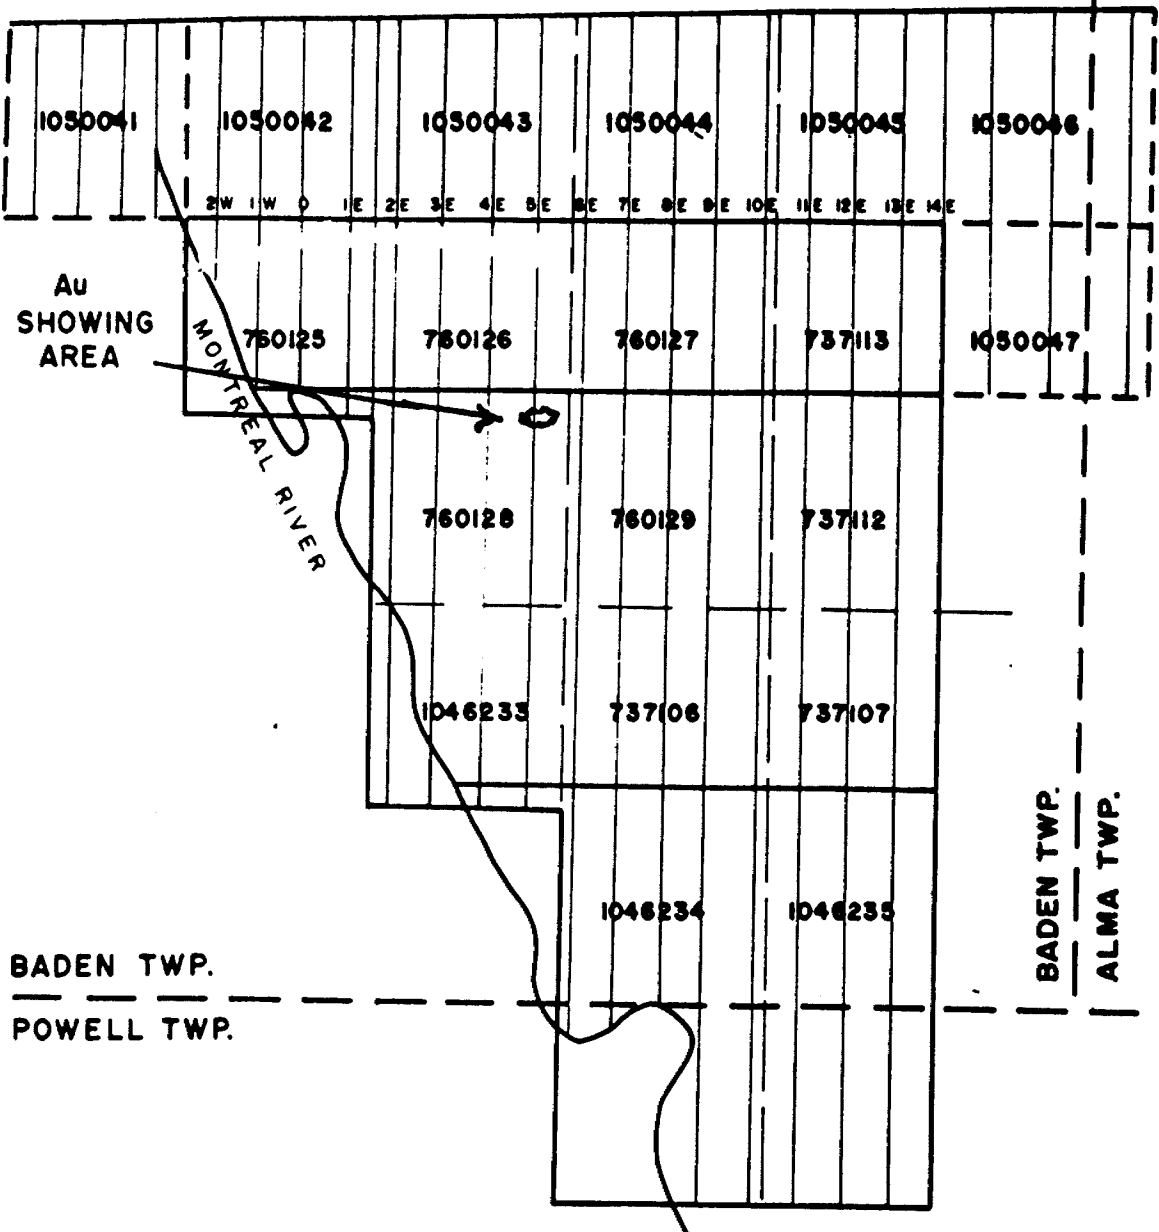 1050041 1050042 1050043 1050044 1050045 1050046
2W 1W 0 1E 2E 3E 4E 5E 6E 7E 8E 9E 10E 11E 12E 13E 14E
Au
SHOWING
AREA
760125 760126 760127 737113 1050047
MONTREAL RIVER
760128 760129 737112
1046233 737106 737107
1046234 1046235
BADEN TWP.
ALMA TWP.
BADEN TWP.
POWELL TWP.